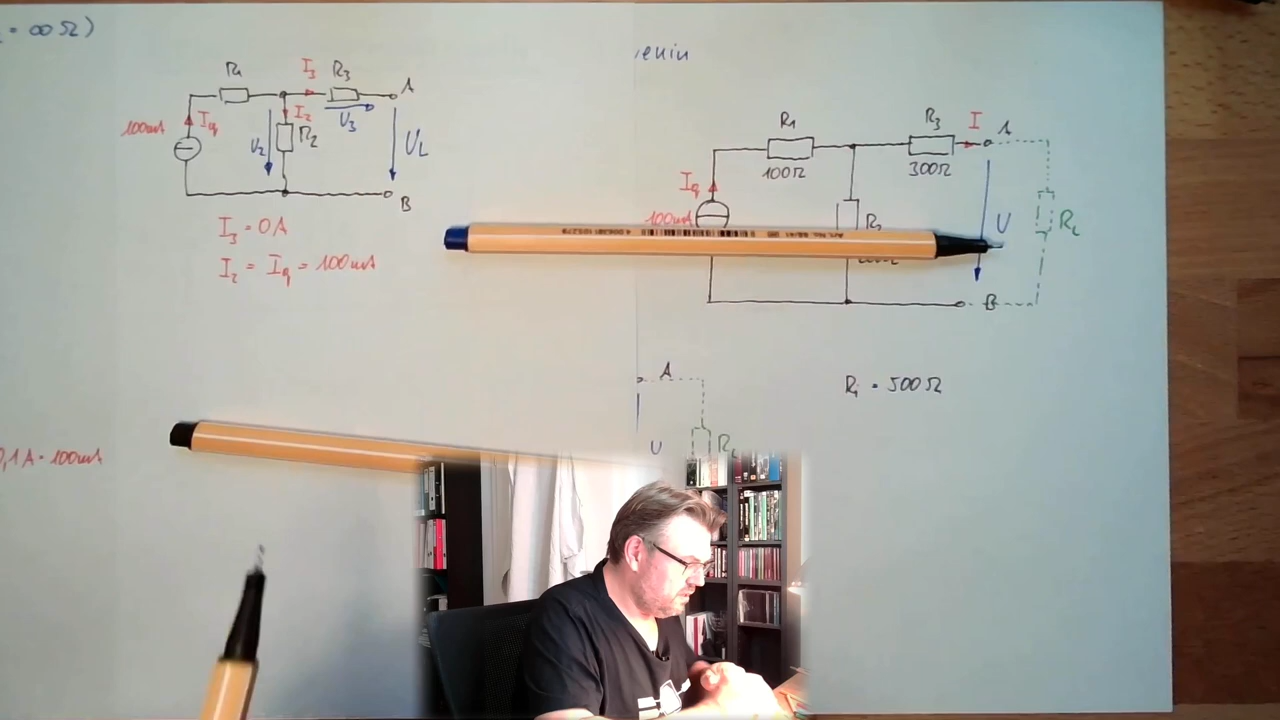 = 00 Ω)
R1
I3
R3
A
100mA
Iq
I2
U3
U2
R2
UL
B
I3 = 0A
I2 = Iq = 100mA
0,1A = 100mA
R1
100Ω
R3
300Ω
I
A
Iq
100mA
R2
U
RL
B
A
U
RL
Ri = 500Ω